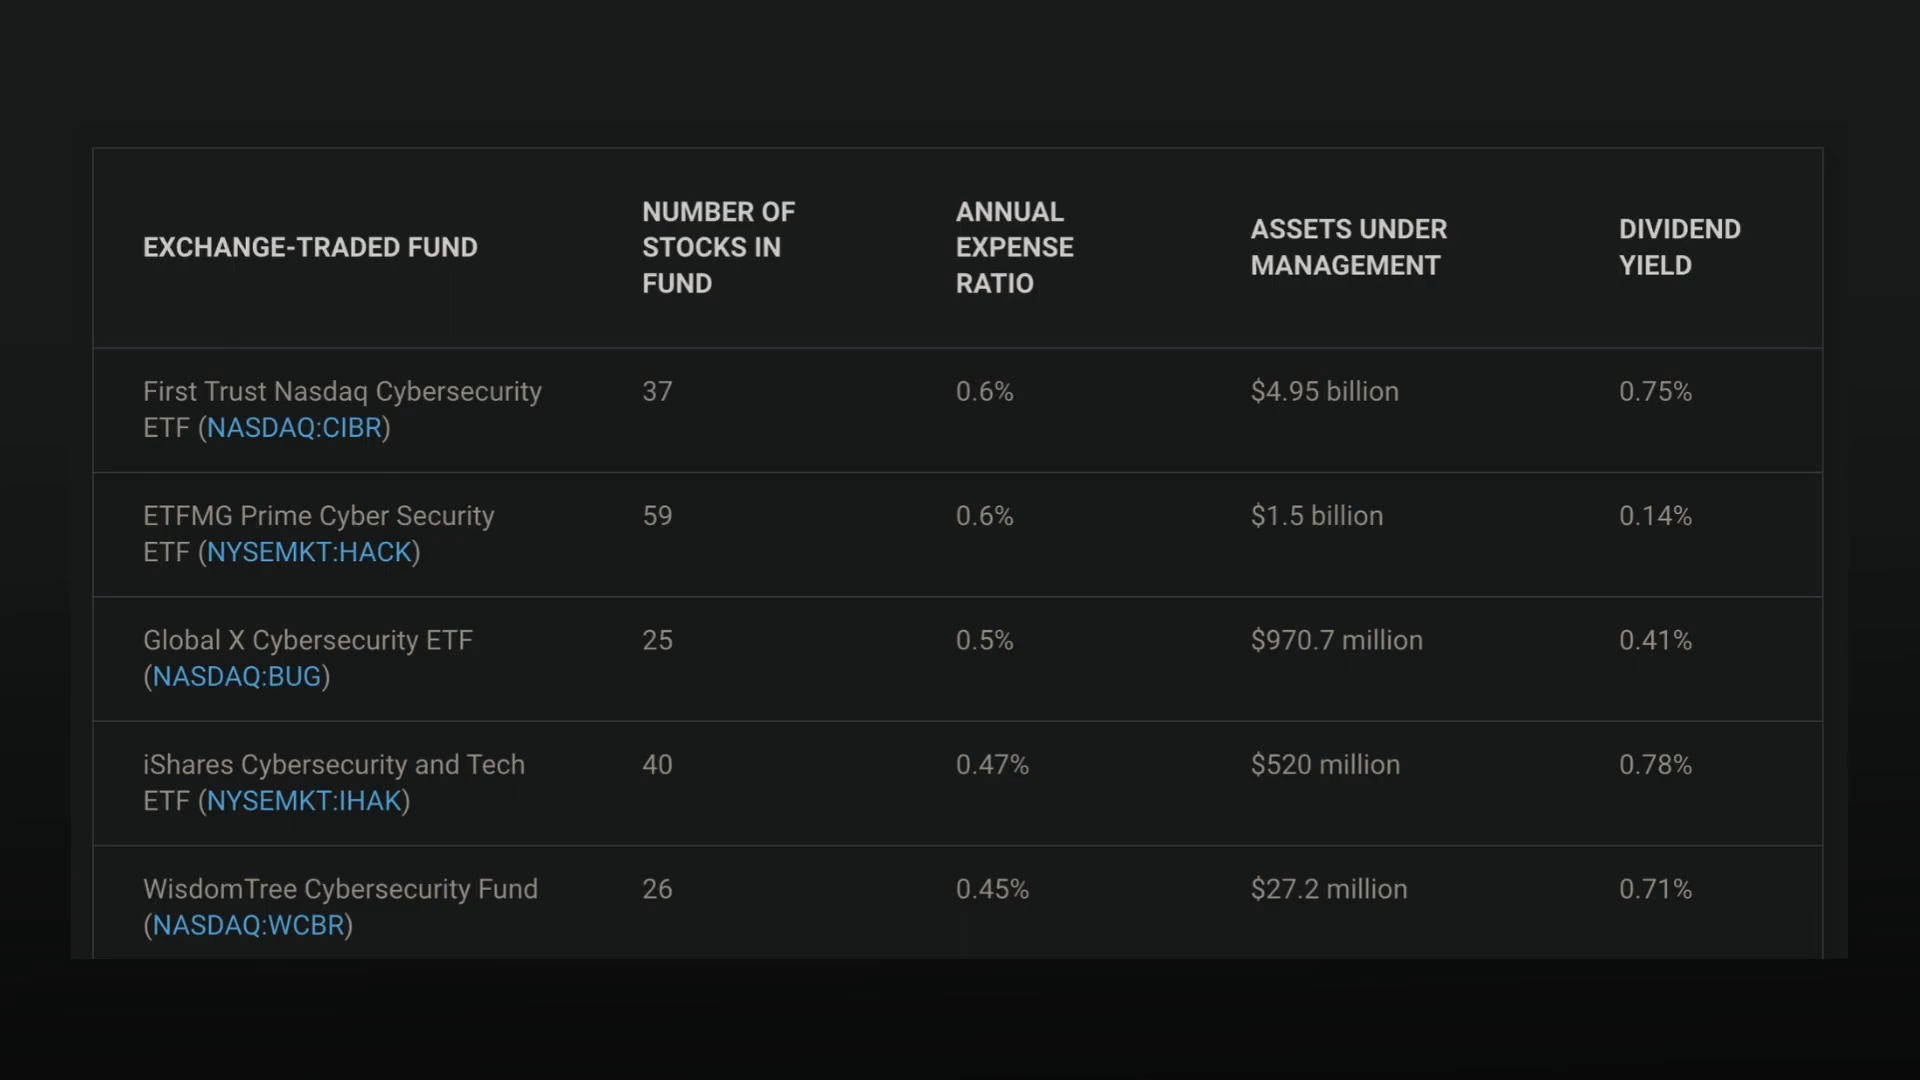 EXCHANGE-TRADED FUND
NUMBER OF
STOCKS IN
FUND
ANNUAL
EXPENSE
RATIO
ASSETS UNDER
MANAGEMENT
DIVIDEND
YIELD
First Trust Nasdaq Cybersecurity
ETF (NASDAQ:CIBR)
37
0.6%
$4.95 billion
0.75%
ETFMG Prime Cyber Security
ETF (NYSEMKT:HACK)
59
0.6%
$1.5 billion
0.14%
Global X Cybersecurity ETF
(NASDAQ:BUG)
25
0.5%
$970.7 million
0.41%
iShares Cybersecurity and Tech
ETF (NYSEMKT:IHAK)
40
0.47%
$520 million
0.78%
WisdomTree Cybersecurity Fund
(NASDAQ:WCBR)
26
0.45%
$27.2 million
0.71%